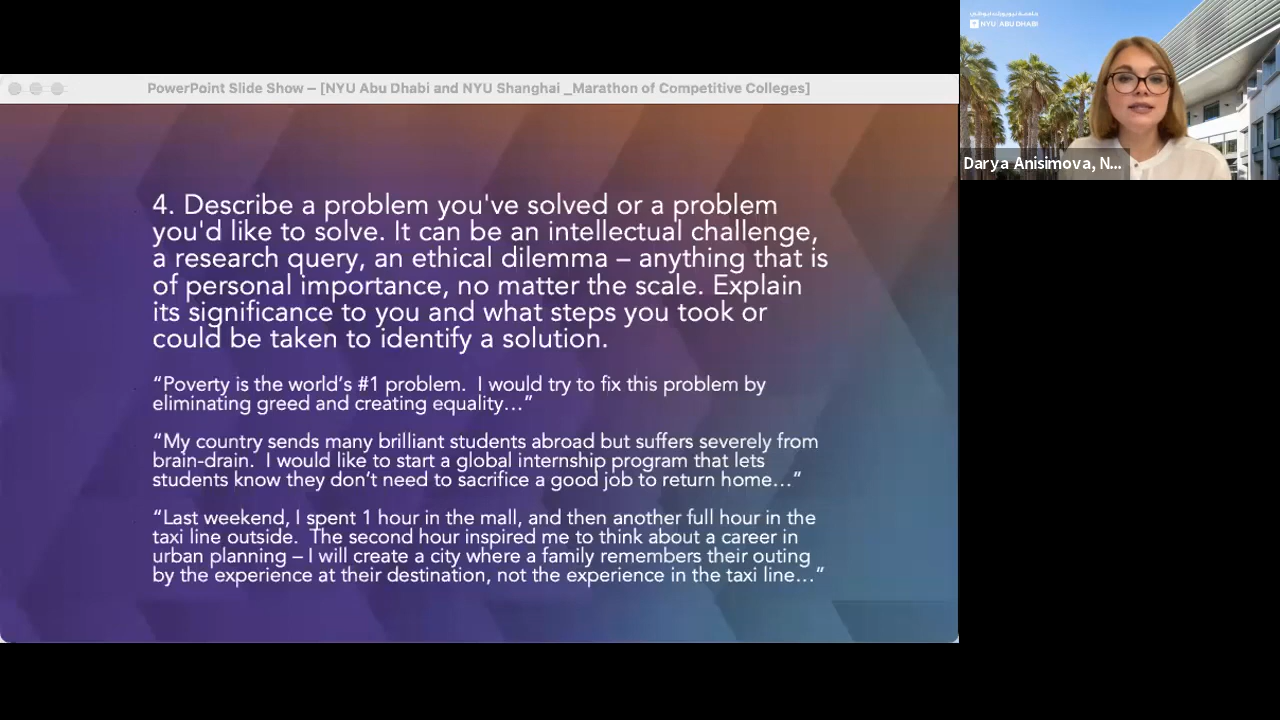 PowerPoint Slide Show – [NYU Abu Dhabi and NYU Shanghai _Marathon of Competitive Colleges]
4. Describe a problem you've solved or a problem
you'd like to solve. It can be an intellectual challenge,
a research query, an ethical dilemma – anything that is
of personal importance, no matter the scale. Explain
its significance to you and what steps you took or
could be taken to identify a solution.
“Poverty is the world’s #1 problem.  I would try to fix this problem by
eliminating greed and creating equality…”
“My country sends many brilliant students abroad but suffers severely from
brain-drain.  I would like to start a global internship program that lets
students know they don’t need to sacrifice a good job to return home…”
“Last weekend, I spent 1 hour in the mall, and then another full hour in the
taxi line outside.  The second hour inspired me to think about a career in
urban planning – I will create a city where a family remembers their outing
by the experience at their destination, not the experience in the taxi line…”
جامعة نيويورك أبوظبي
NYU ABU DHABI
Darya Anisimova, N...